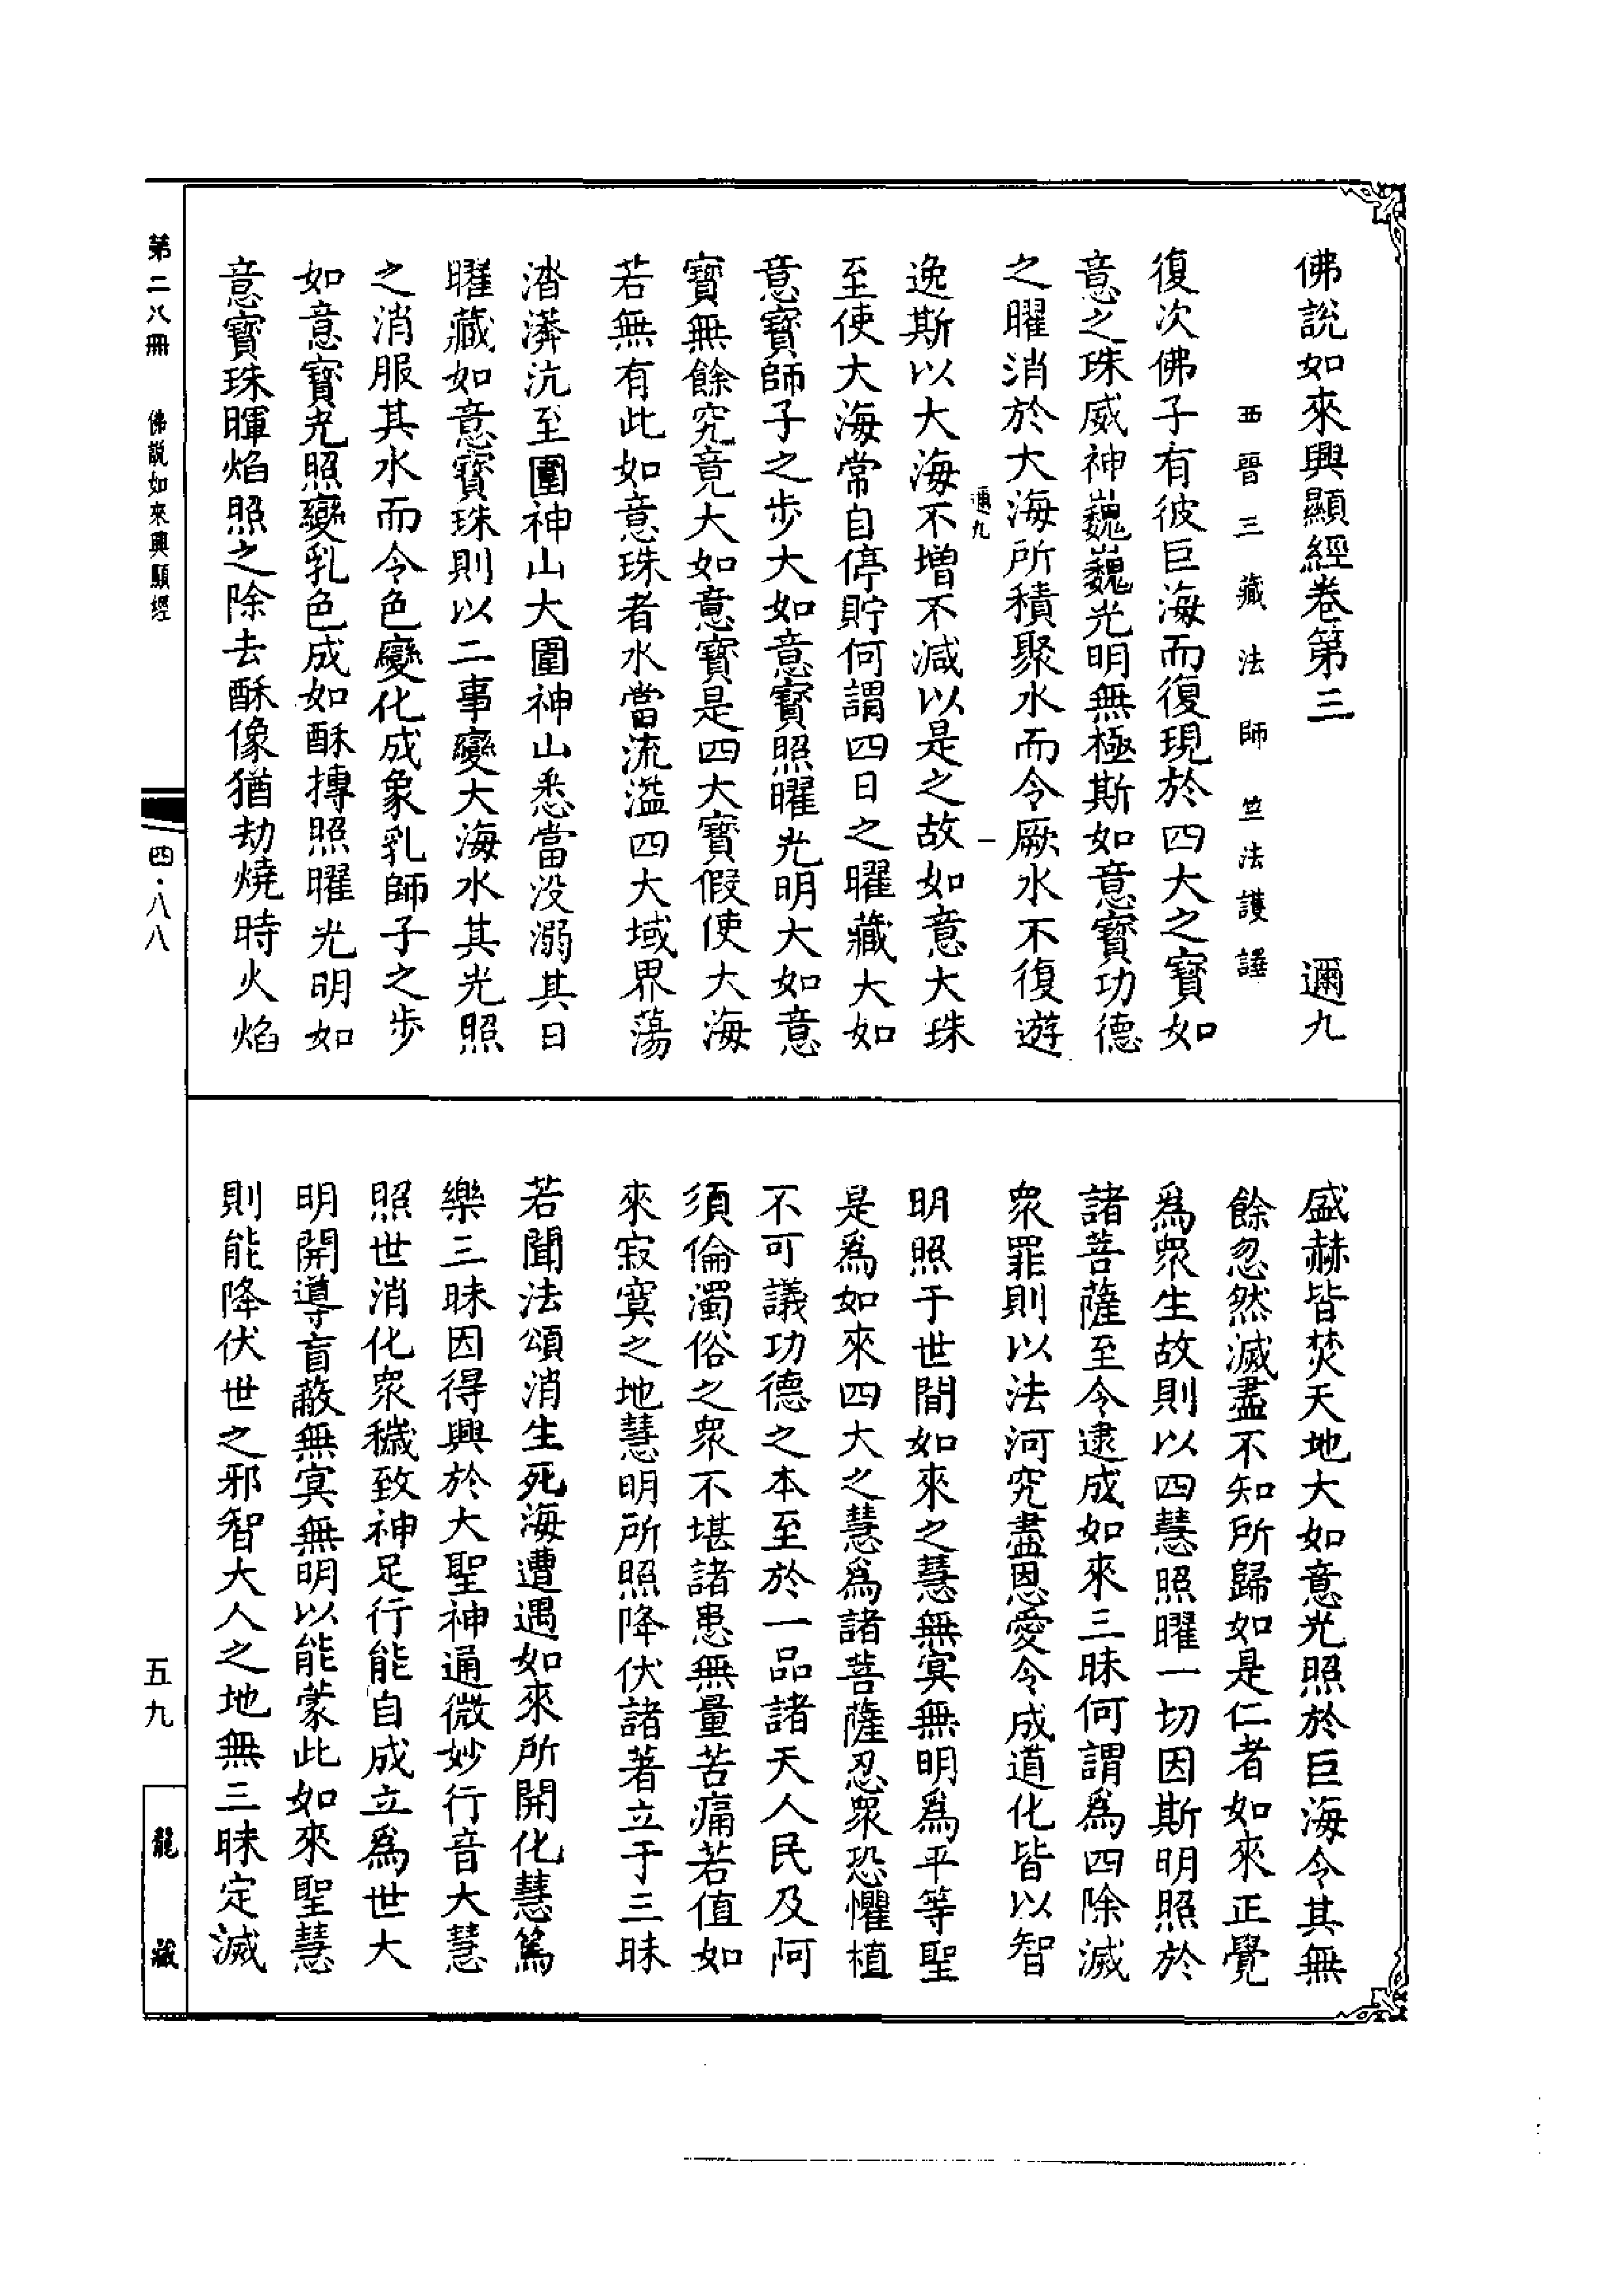 佛說如來興顯經卷第三 邇九
西晉三藏法師竺法護譯
復次佛子有彼巨海而復現於四大之寶如
意之珠威神巍巍光明無極斯如意寶功德
之曜消於大海所積聚水而令厥水不復遊
邇九 一
逸斯以大海不增不減以是之故如意大珠
至使大海常自停貯何謂四日之曜藏大如
意寶師子之步大如意寶照曜光明大如意
寶無餘究竟大如意寶是四大寶假使大海
若無有此如意珠者水當流溢四大域界蕩
潝漭沆至圍神山大圍神山悉當沒溺其日
曜藏如意寶珠則以二事變大海水其光照
之消服其水而令色變化成象乳師子之步
如意寶光照變乳色成如酥摶照曜光明如
意寶珠暉焰照之除去酥像猶劫燒時火焰
盛赫皆焚天地大如意光照於巨海令其無
餘忽然滅盡不知所歸如是仁者如來正覺
爲眾生故則以四慧照曜一切因斯明照於
諸菩薩至令逮成如來三昧何謂爲四除滅
眾罪則以法河究盡恩愛令成道化皆以智
明照于世間如來之慧無冥無明爲平等聖
是爲如來四大之慧爲諸菩薩忍眾恐懼植
不可議功德之本至於一品諸天人民及阿
須倫濁俗之眾不堪諸患無量苦痛若值如
來寂寞之地慧明所照降伏諸著立于三昧
若聞法頌消生死海遭遇如來所開化慧篤
樂三昧因得興於大聖神通微妙行音大慧
照世消化眾穢致神足行能自成立爲世大
明開導盲蔽無冥無明以能蒙此如來聖慧
則能降伏世之邪智大人之地無三昧定滅
第二八冊 佛說如來興顯經
四·八八
五九
龍藏